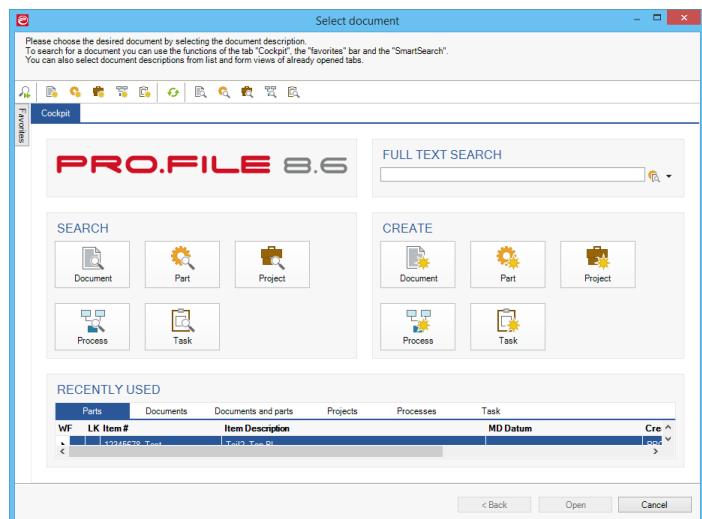 Select document
Please choose the desired document by selecting the document description.
To search for a document you can use the functions of the tab "Cockpit", the "favorites" bar and the "SmartSearch".
You can also select document descriptions from list and form views of already opened tabs.
Favorites
Cockpit
PRO.FILE 8.6
FULL TEXT SEARCH
SEARCH
Document Part Project
Process Task
CREATE
Document Part Project
Process Task
RECENTLY USED
Parts Documents Documents and parts Projects Processes Task
WF LK Item # Item Description MD Datum Cre
12345678_Test
< Back Open Cancel